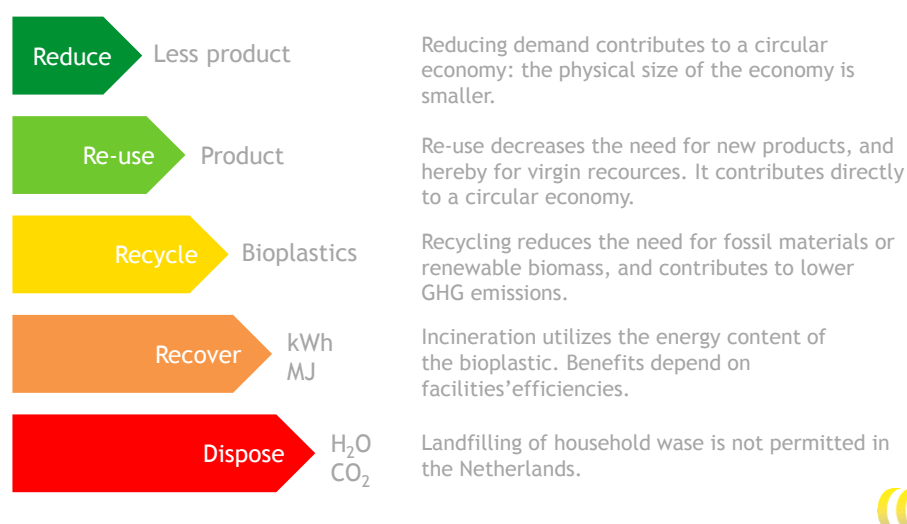 Reduce
Less product
Reducing demand contributes to a circular
economy: the physical size of the economy is
smaller.
Re-use
Product
Re-use decreases the need for new products, and
hereby for virgin recources. It contributes directly
to a circular economy.
Recycle
Bioplastics
Recycling reduces the need for fossil materials or
renewable biomass, and contributes to lower
GHG emissions.
Recover
kWh
MJ
Incineration utilizes the energy content of
the bioplastic. Benefits depend on
facilities’efficiencies.
Dispose
H₂O
CO₂
Landfilling of household wase is not permitted in
the Netherlands.